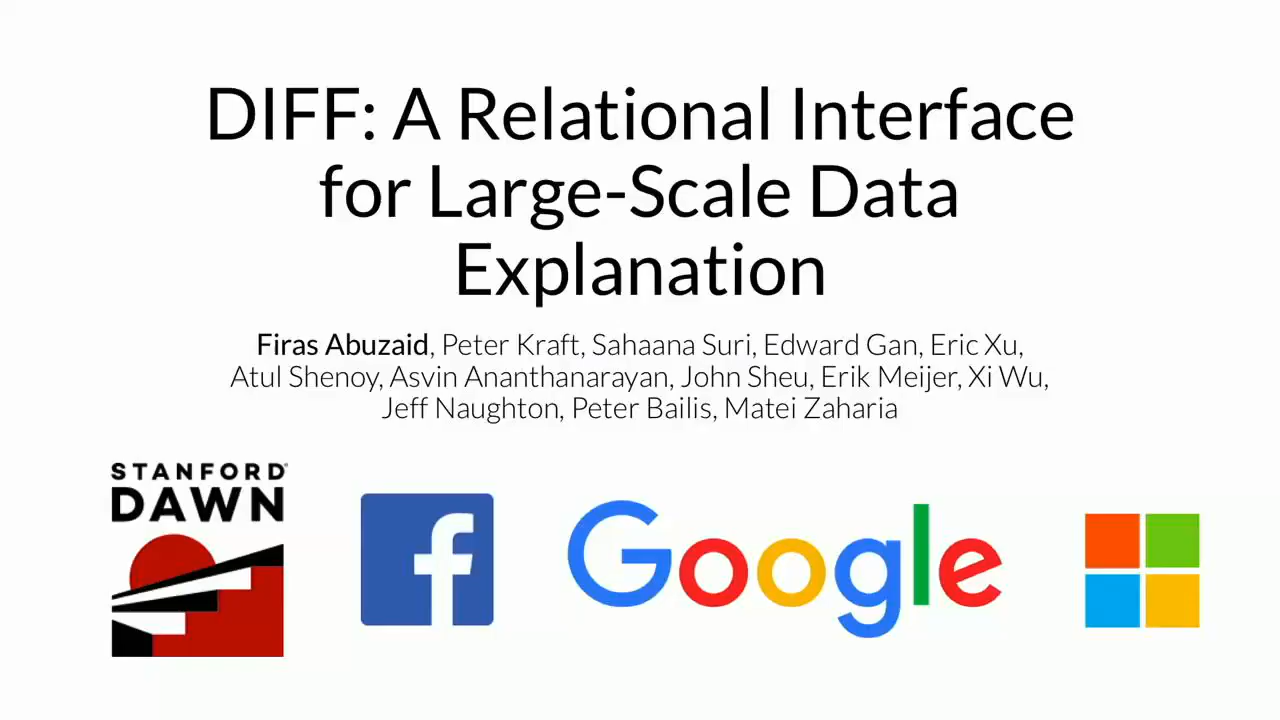 DIFF: A Relational Interface
for Large-Scale Data
Explanation
Firas Abuzaid, Peter Kraft, Sahaana Suri, Edward Gan, Eric Xu,
Atul Shenoy, Asvin Ananthanarayan, John Sheu, Erik Meijer, Xi Wu,
Jeff Naughton, Peter Bailis, Matei Zaharia
STANFORD
DAWN
f
Google